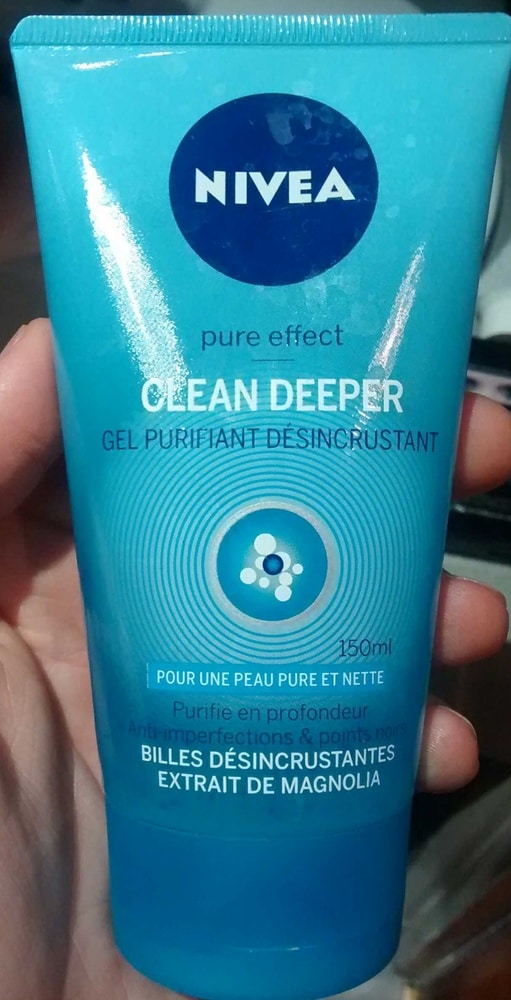 NIVEA
pure effect
CLEAN DEEPER
GEL PURIFIANT DÉSINCRUSTANT
150ml
POUR UNE PEAU PURE ET NETTE
Purifie en profondeur
Anti-imperfections & points noirs
BILLES DÉSINCRUSTANTES
EXTRAIT DE MAGNOLIA